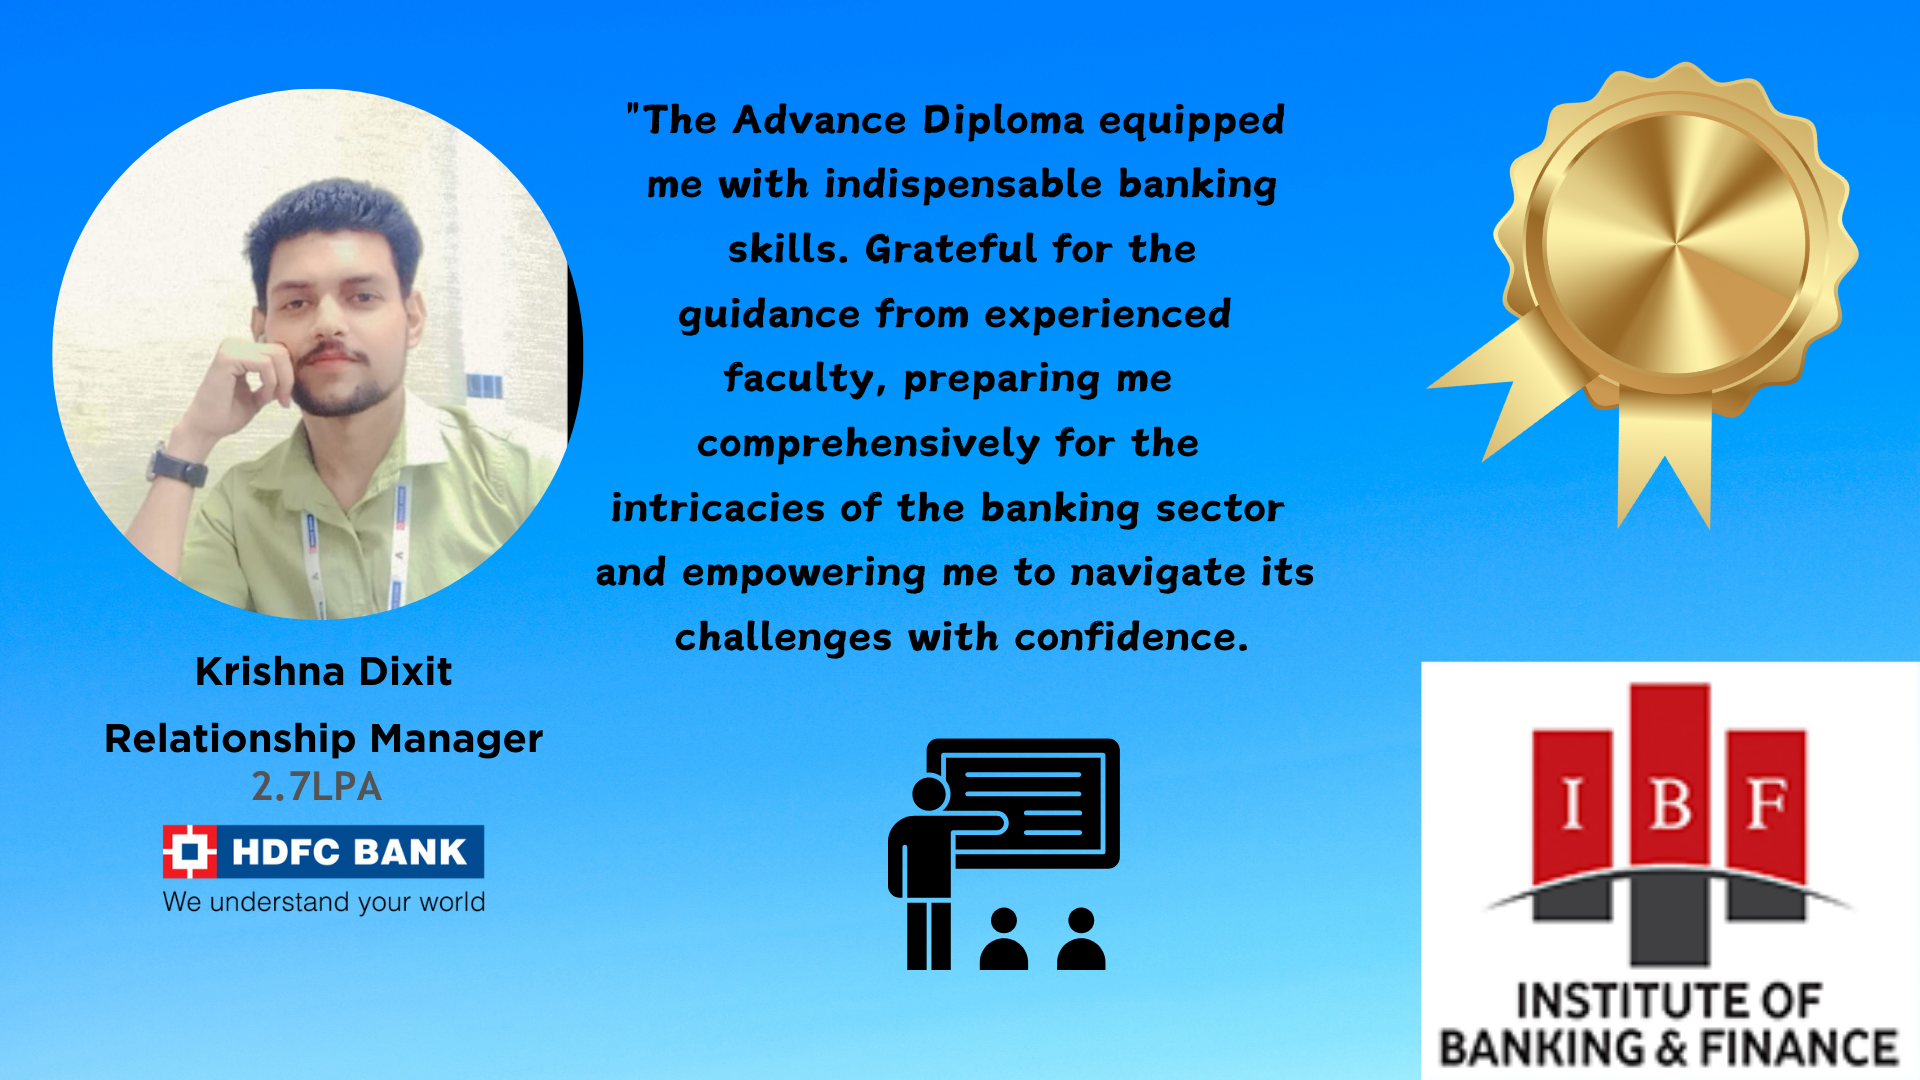 "The Advance Diploma equipped
me with indispensable banking
skills. Grateful for the
guidance from experienced
faculty, preparing me
comprehensively for the
intricacies of the banking sector
and empowering me to navigate its
challenges with confidence.
Krishna Dixit
Relationship Manager
2.7LPA
HDFC BANK
We understand your world
I B F
INSTITUTE OF
BANKING & FINANCE